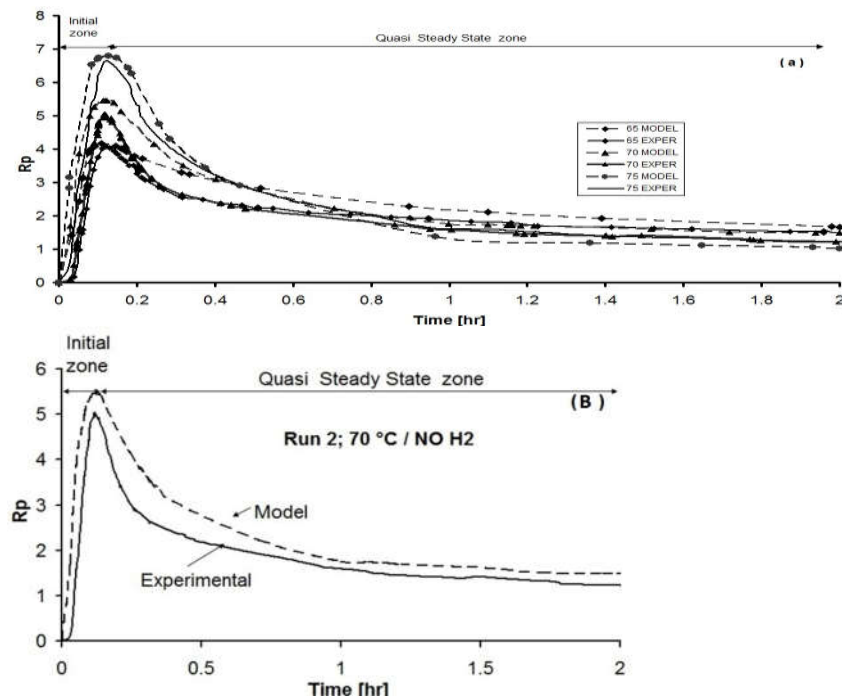 Initial
zone
Quasi Steady State zone
( a )
8
7
6
5
4
3
2
1
0
Rp
65 MODEL
65 EXPER
70 MODEL
70 EXPER
75 MODEL
75 EXPER
0 0.2 0.4 0.6 0.8 1 1.2 1.4 1.6 1.8 2
Time [hr]
Initial
zone
Quasi Steady State zone
(B )
6
5
4
3
2
1
0
Rp
Run 2; 70 °C / NO H2
Model
Experimental
0 0.5 1 1.5 2
Time [hr]